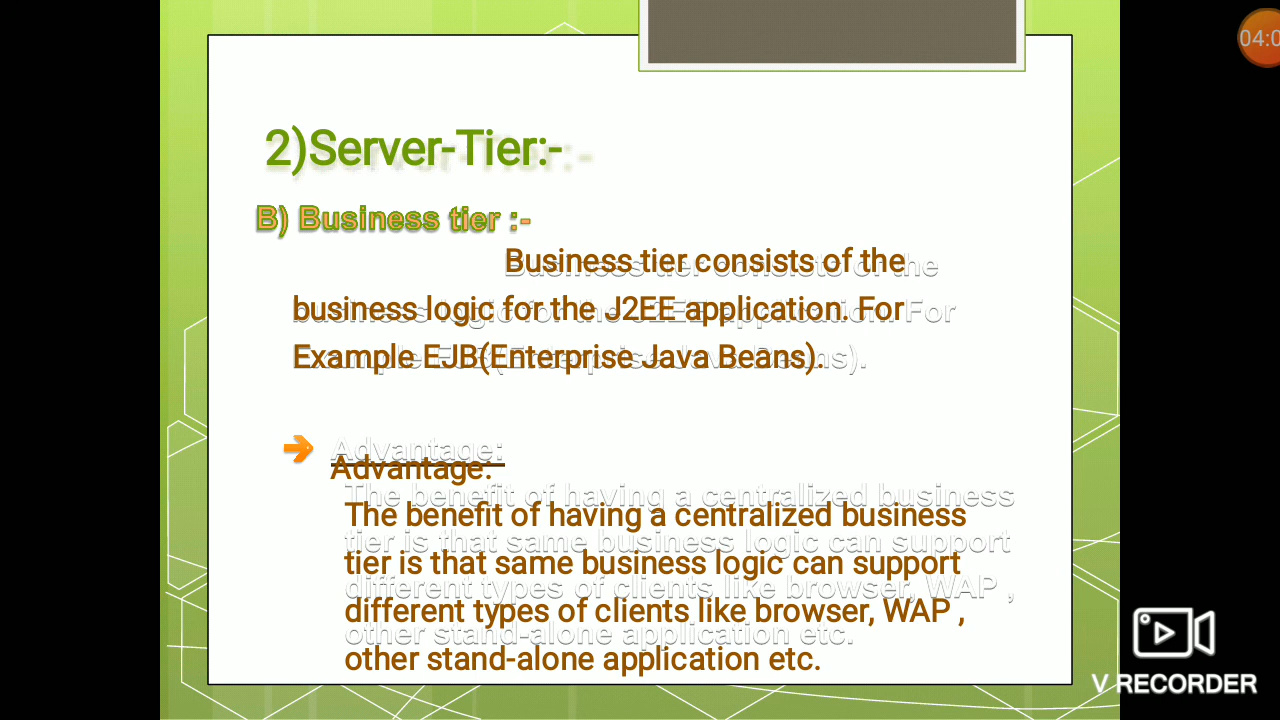 04:0
2)Server-Tier:-
B) Business tier :-
Business tier consists of the
business logic for the J2EE application. For
Example EJB(Enterprise Java Beans).
Advantage:
The benefit of having a centralized business
tier is that same business logic can support
different types of clients like browser, WAP ,
other stand-alone application etc.
V RECORDER